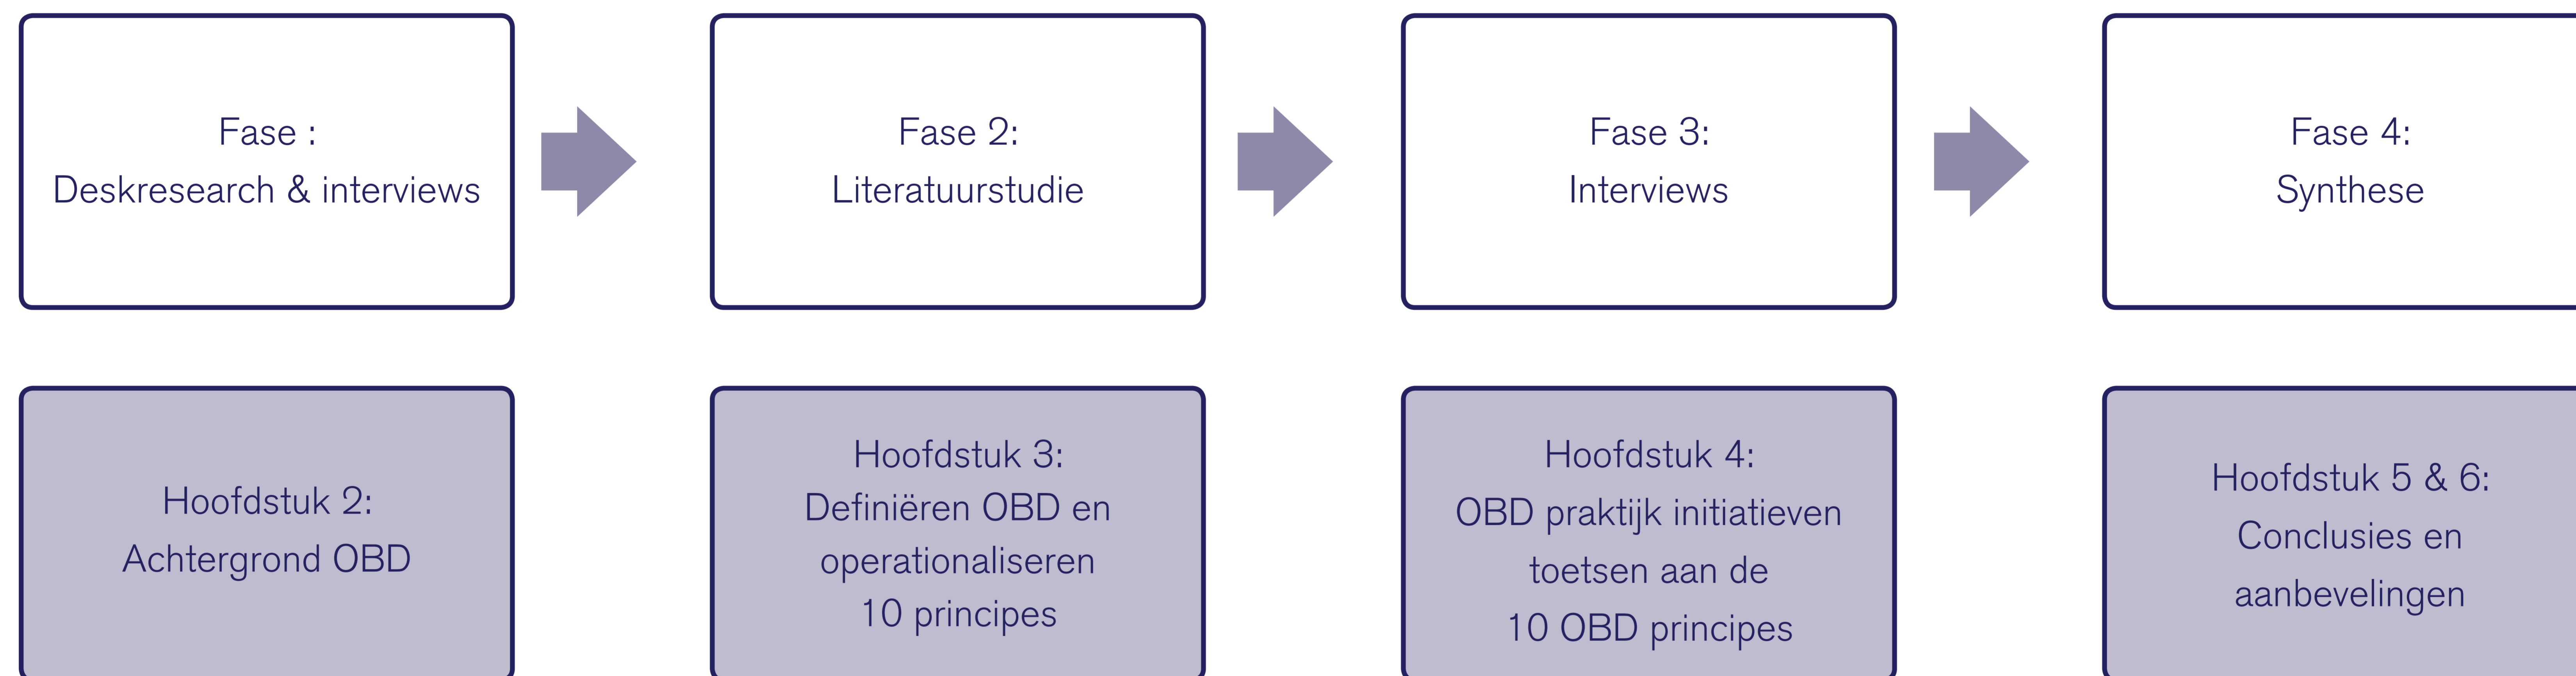 Fase :
Deskresearch & interviews
Fase 2:
Literatuurstudie
Fase 3:
Interviews
Fase 4:
Synthese
Hoofdstuk 2:
Achtergrond OBD
Hoofdstuk 3:
Definiëren OBD en
operationaliseren
10 principes
Hoofdstuk 4:
OBD praktijk initiatieven
toetsen aan de
10 OBD principes
Hoofdstuk 5 & 6:
Conclusies en
aanbevelingen